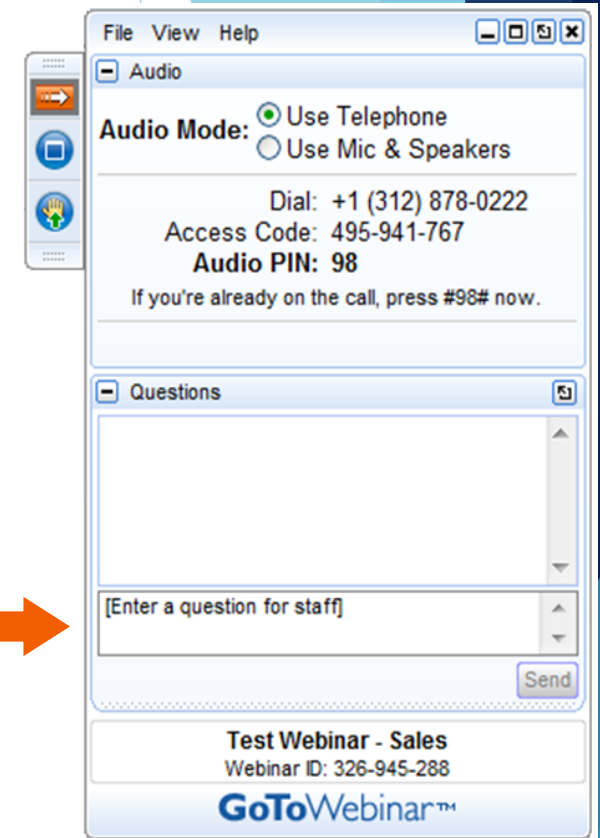 File View Help
Audio
Audio Mode: Use Telephone
Use Mic & Speakers
Dial: +1 (312) 878-0222
Access Code: 495-941-767
Audio PIN: 98
If you're already on the call, press #98# now.
Questions
[Enter a question for staff]
Send
Test Webinar - Sales
Webinar ID: 326-945-288
GoToWebinar™